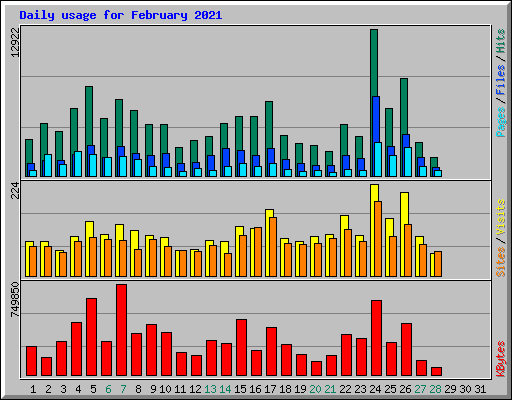 Daily usage for February 2021
12922
Pages / Files / Hits
224
Sites / Visits
749850
KBytes
1 2 3 4 5 6 7 8 9 10 11 12 13 14 15 16 17 18 19 20 21 22 23 24 25 26 27 28 29 30 31